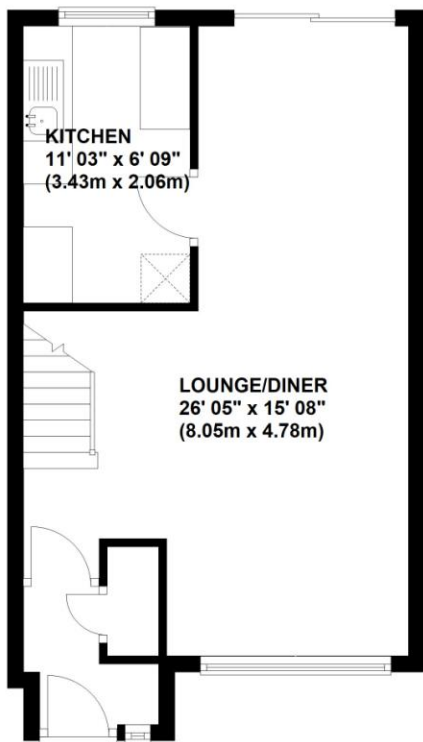 KITCHEN
11' 03" x 6' 09"
(3.43m x 2.06m)
LOUNGE/DINER
26' 05" x 15' 08"
(8.05m x 4.78m)